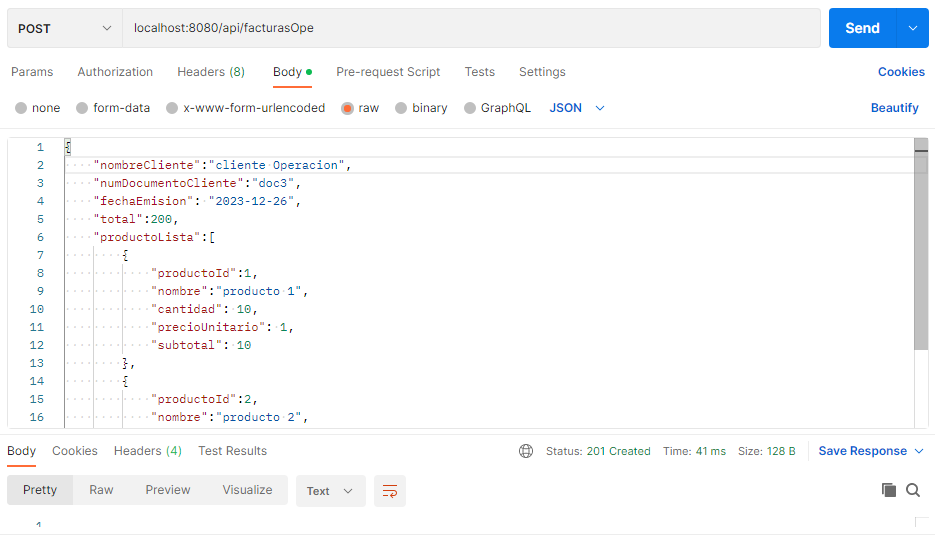 POST localhost:8080/api/facturasOpe Send
Params Authorization Headers (8) Body Pre-request Script Tests Settings Cookies
none form-data x-www-form-urlencoded raw binary GraphQL JSON Beautify
1 {
2 "nombreCliente":"cliente Operacion",
3 "numDocumentoCliente":"doc3",
4 "fechaEmision": "2023-12-26",
5 "total":200,
6 "productoLista":[
7 {
8 "productoId":1,
9 "nombre":"producto 1",
10 "cantidad": 10,
11 "precioUnitario": 1,
12 "subtotal": 10
13 },
14 {
15 "productoId":2,
16 "nombre":"producto 2",
Body Cookies Headers (4) Test Results Status: 201 Created Time: 41 ms Size: 128 B Save Response
Pretty Raw Preview Visualize Text
1